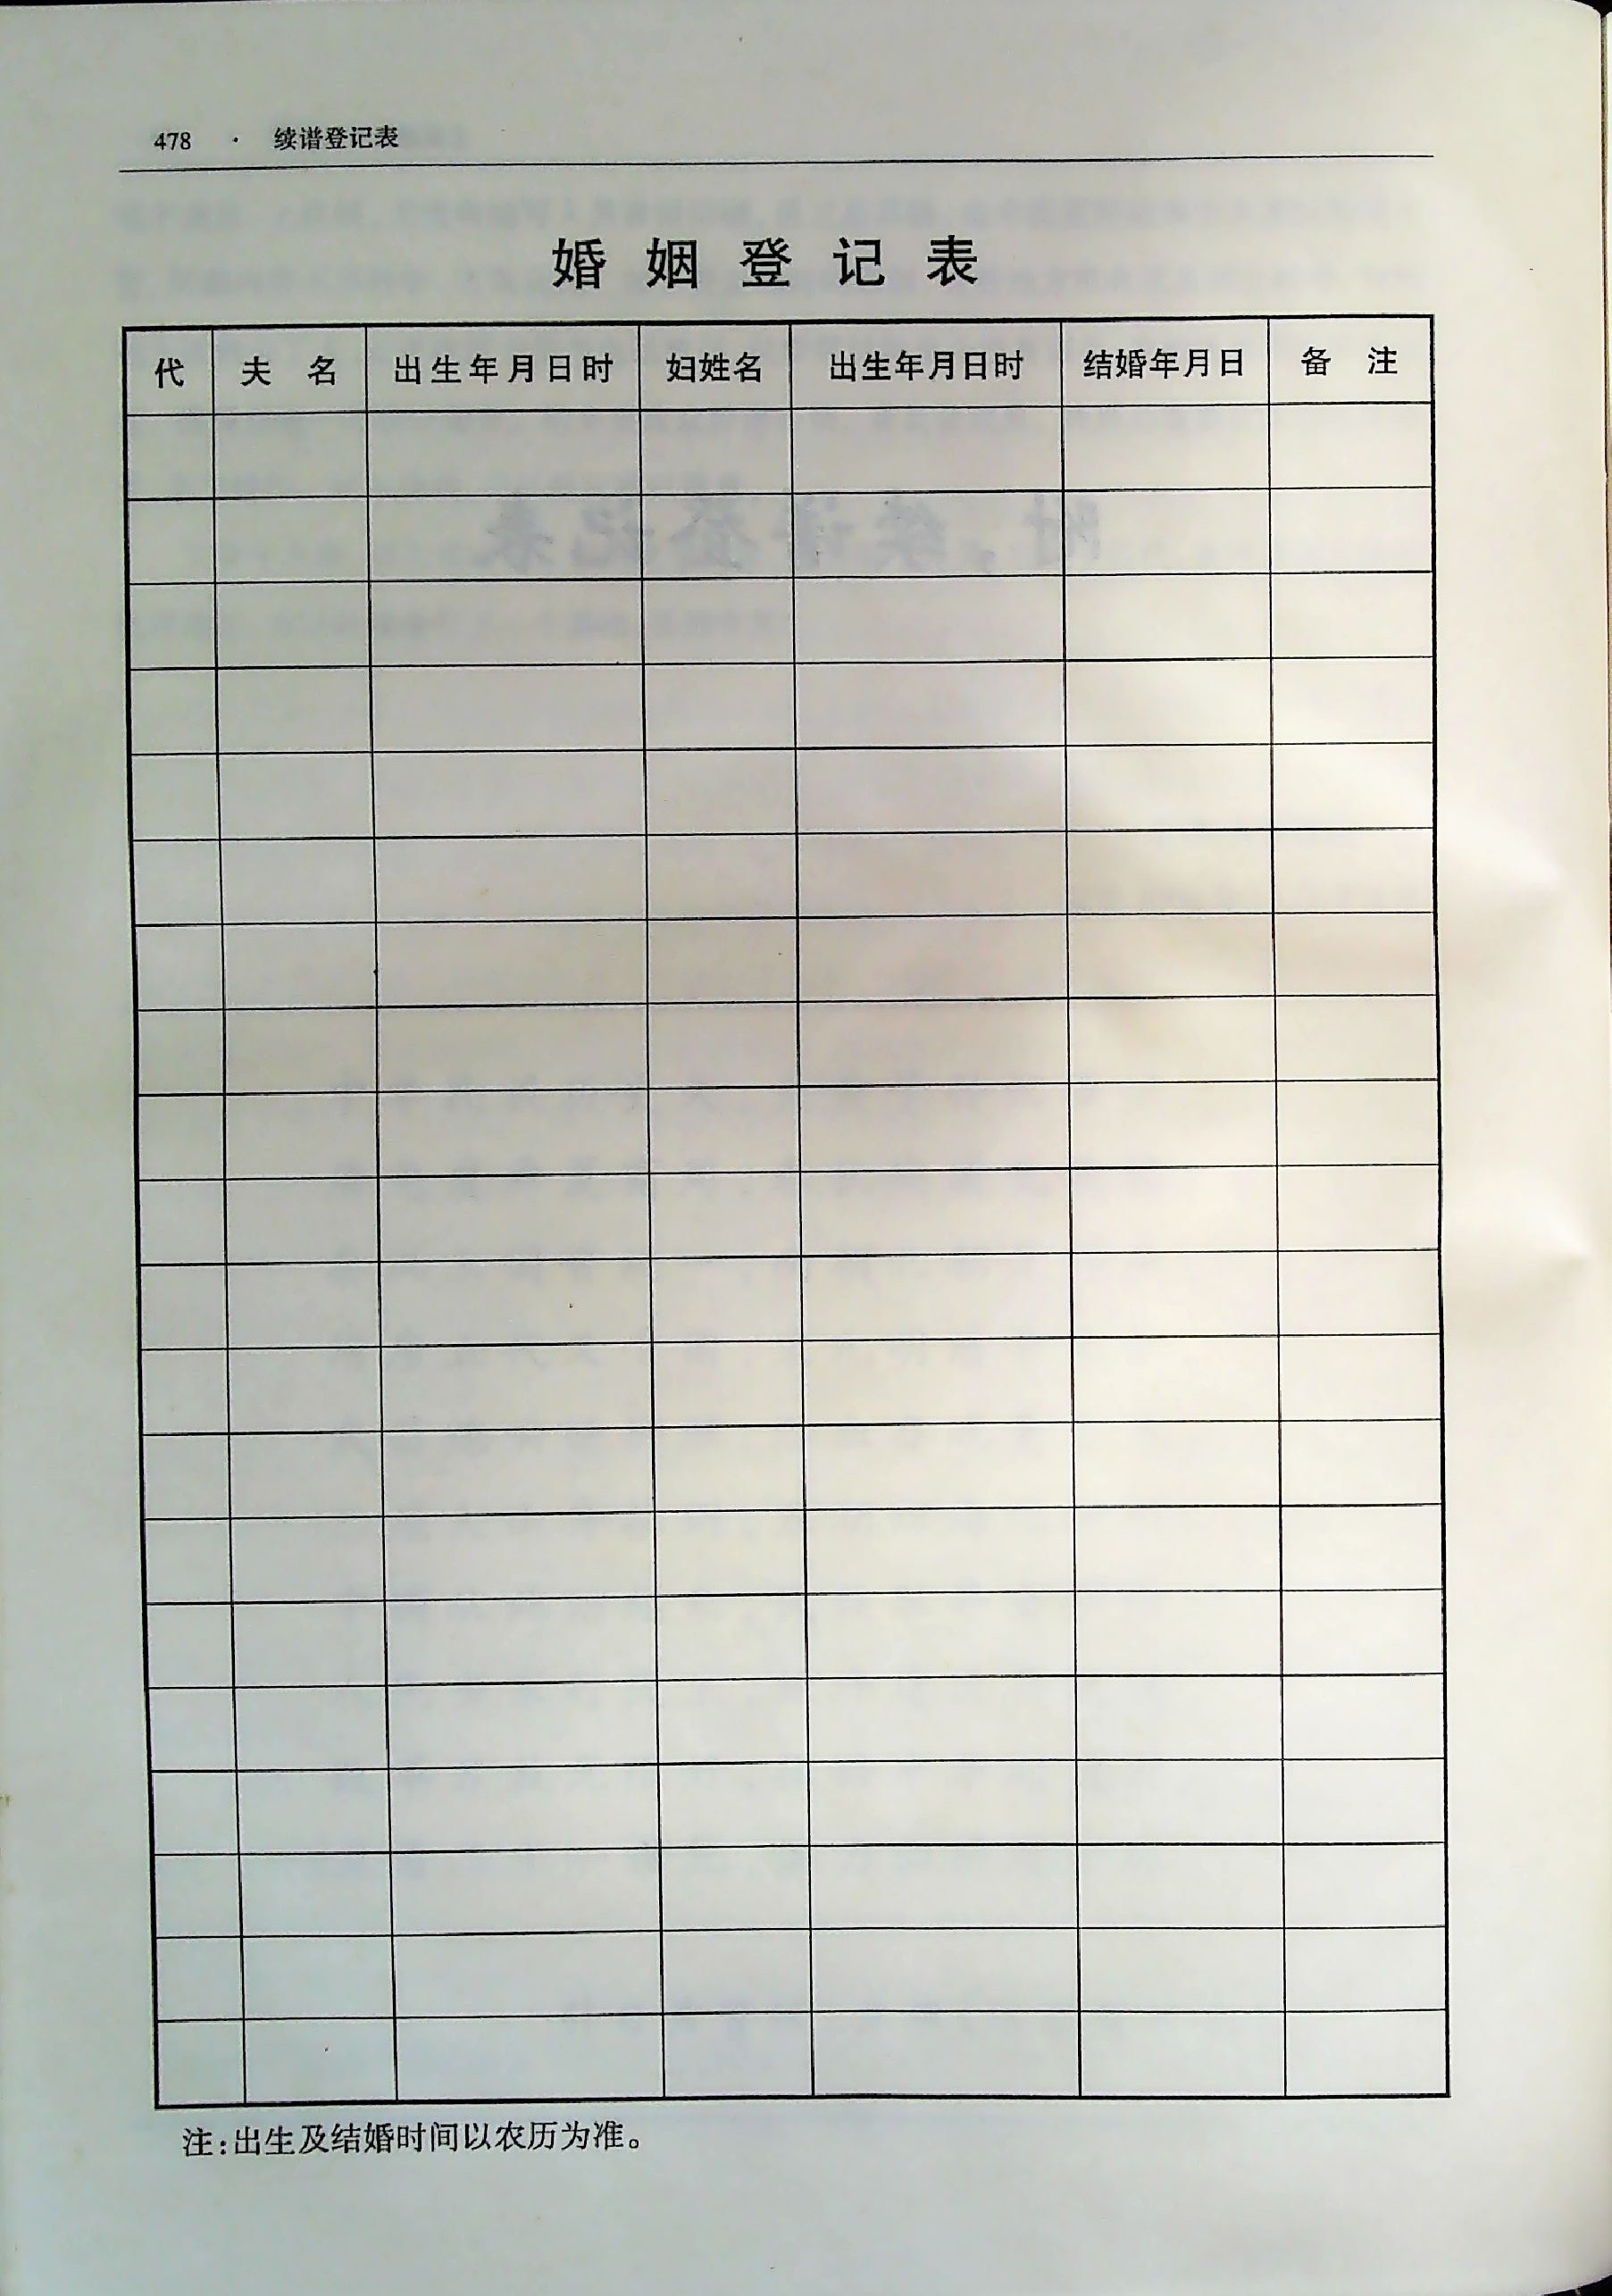 478 · 续谱登记表
婚姻登记表
代 夫名 出生年月日时 妇姓名 出生年月日时 结婚年月日 备注
注:出生及结婚时间以农历为准。